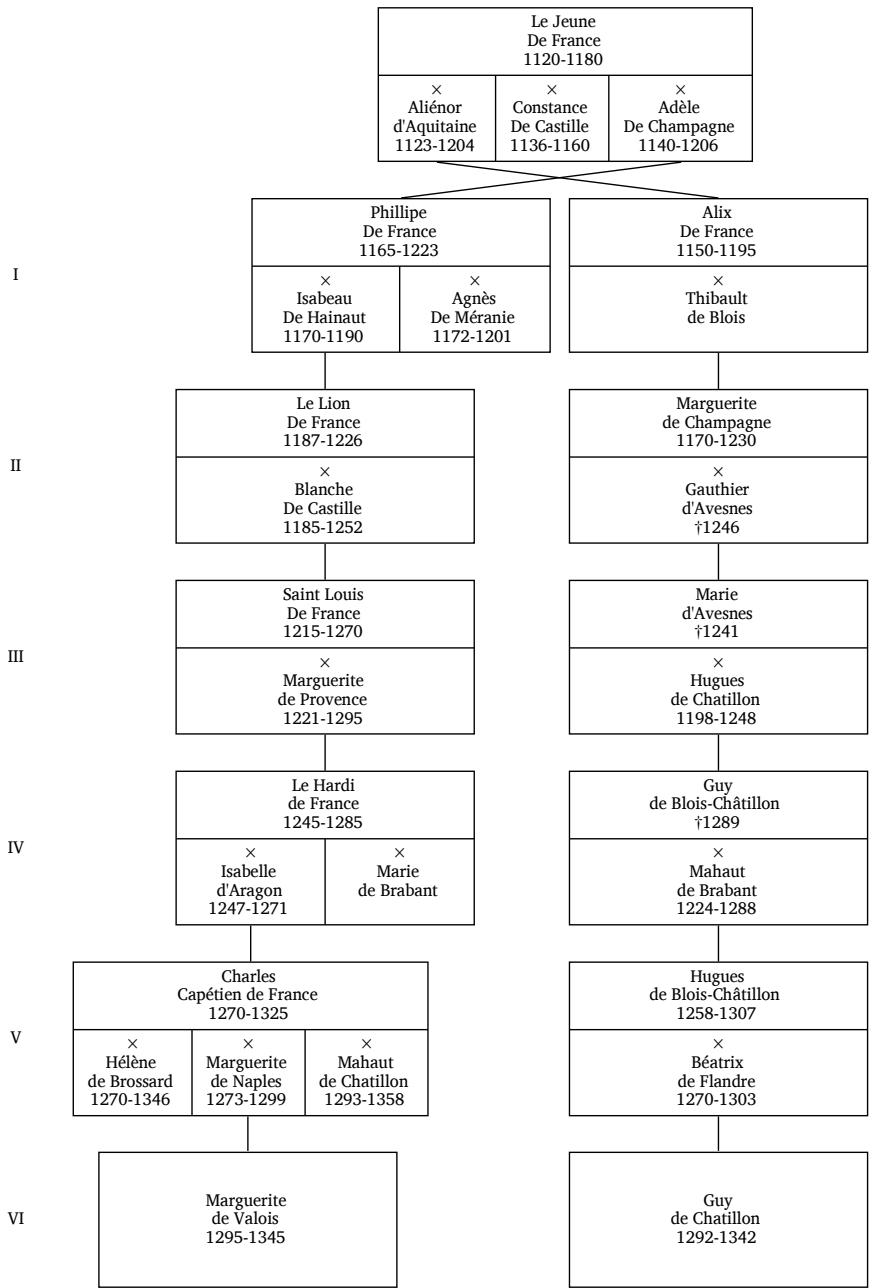 Le Jeune
De France
1120-1180
×
Aliénor
d'Aquitaine
1123-1204
×
Constance
De Castille
1136-1160
×
Adèle
De Champagne
1140-1206
I
Phillipe
De France
1165-1223
×
Isabeau
De Hainaut
1170-1190
×
Agnès
De Méranie
1172-1201
Alix
De France
1150-1195
×
Thibault
de Blois
II
Le Lion
De France
1187-1226
×
Blanche
De Castille
1185-1252
Marguerite
de Champagne
1170-1230
×
Gauthier
d'Avesnes
†1246
III
Saint Louis
De France
1215-1270
×
Marguerite
de Provence
1221-1295
Marie
d'Avesnes
†1241
×
Hugues
de Chatillon
1198-1248
IV
Le Hardi
de France
1245-1285
×
Isabelle
d'Aragon
1247-1271
×
Marie
de Brabant
Guy
de Blois-Châtillon
†1289
×
Mahaut
de Brabant
1224-1288
V
Charles
Capétien de France
1270-1325
×
Hélène
de Brossard
1270-1346
×
Marguerite
de Naples
1273-1299
×
Mahaut
de Chatillon
1293-1358
Hugues
de Blois-Châtillon
1258-1307
×
Béatrix
de Flandre
1270-1303
VI
Marguerite
de Valois
1295-1345
Guy
de Chatillon
1292-1342